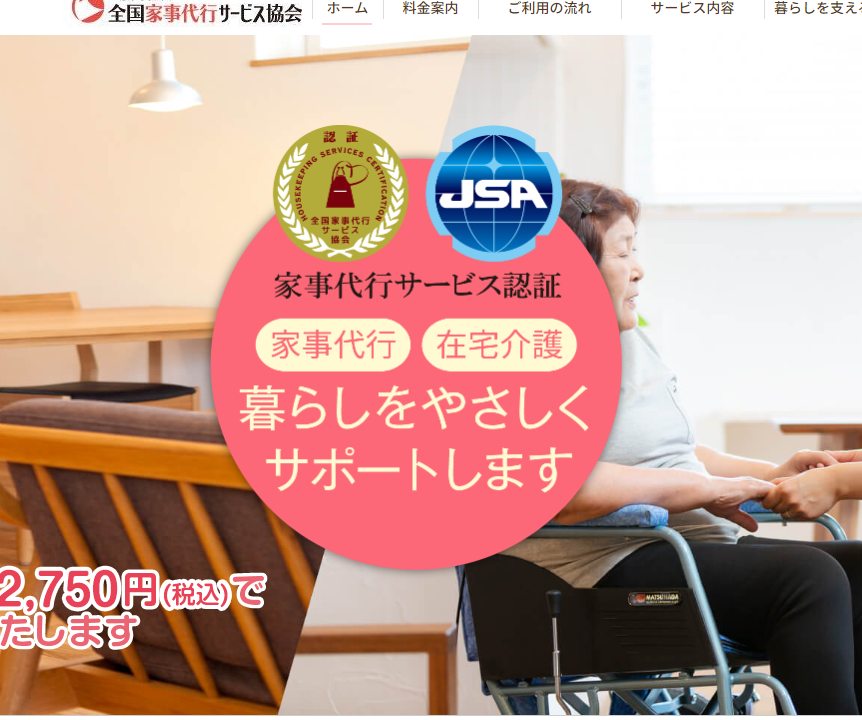 全国家事代行サービス協会
ホーム
料金案内
ご利用の流れ
サービス内容
暮らしを支え
認証
HOUSEKEEPING SERVICES CERTIFICATION
全国家事代行
サービス
協会
JSA
家事代行サービス認証
家事代行
在宅介護
暮らしをやさしく
サポートします
2,750円(税込)で
たします
MATSUNAGA